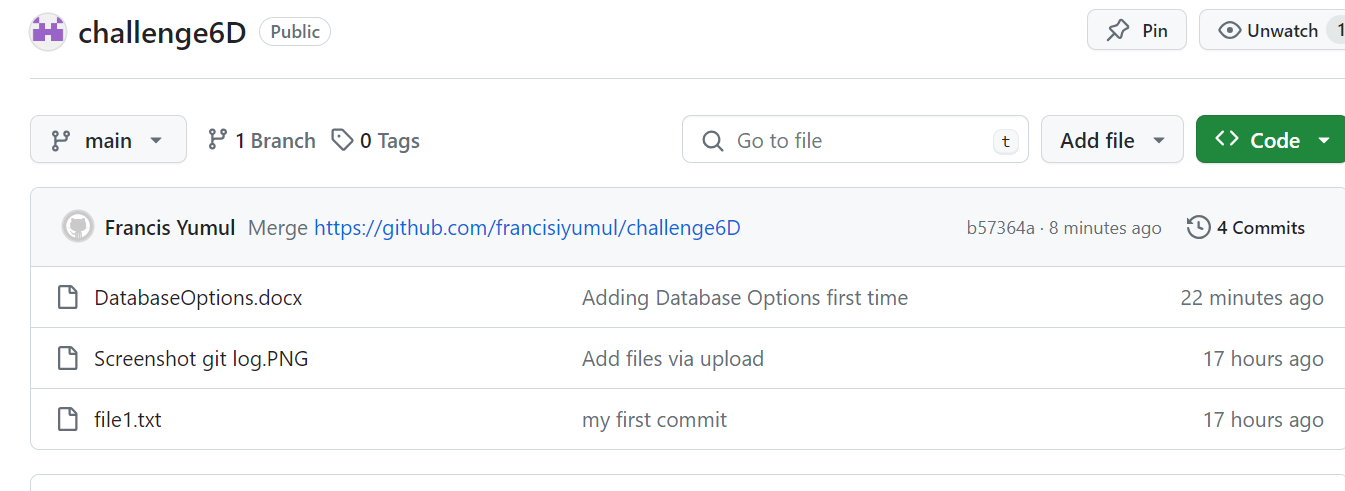 challenge6D Public Pin Unwatch 1
main 1 Branch 0 Tags Go to file t Add file Code
Francis Yumul Merge https://github.com/francisiyumul/challenge6D b57364a · 8 minutes ago 4 Commits
DatabaseOptions.docx Adding Database Options first time 22 minutes ago
Screenshot git log.PNG Add files via upload 17 hours ago
file1.txt my first commit 17 hours ago